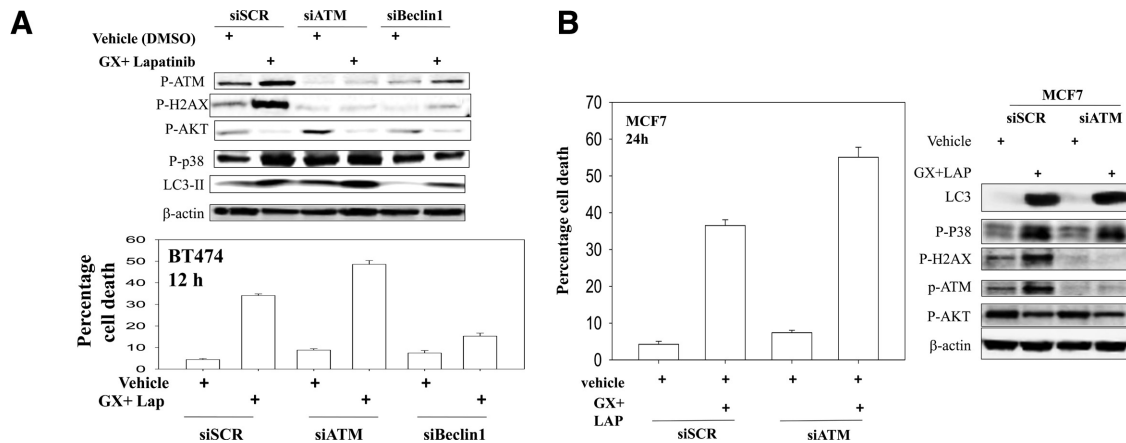 A
siSCR siATM siBeclin1
Vehicle (DMSO) + + +
GX+ Lapatinib + + +
P-ATM
P-H2AX
P-AKT
P-p38
LC3-II
β-actin
60
50
40
30
20
10
0
Percentage
cell death
BT474
12 h
Vehicle + + +
GX+ Lap + + +
siSCR siATM siBeclin1
B
70
60
50
40
30
20
10
0
Percentage cell death
MCF7
24h
vehicle + + + +
GX+ + +
LAP
siSCR siATM
MCF7
siSCR siATM
Vehicle + +
GX+LAP + +
LC3
P-P38
P-H2AX
p-ATM
P-AKT
β-actin